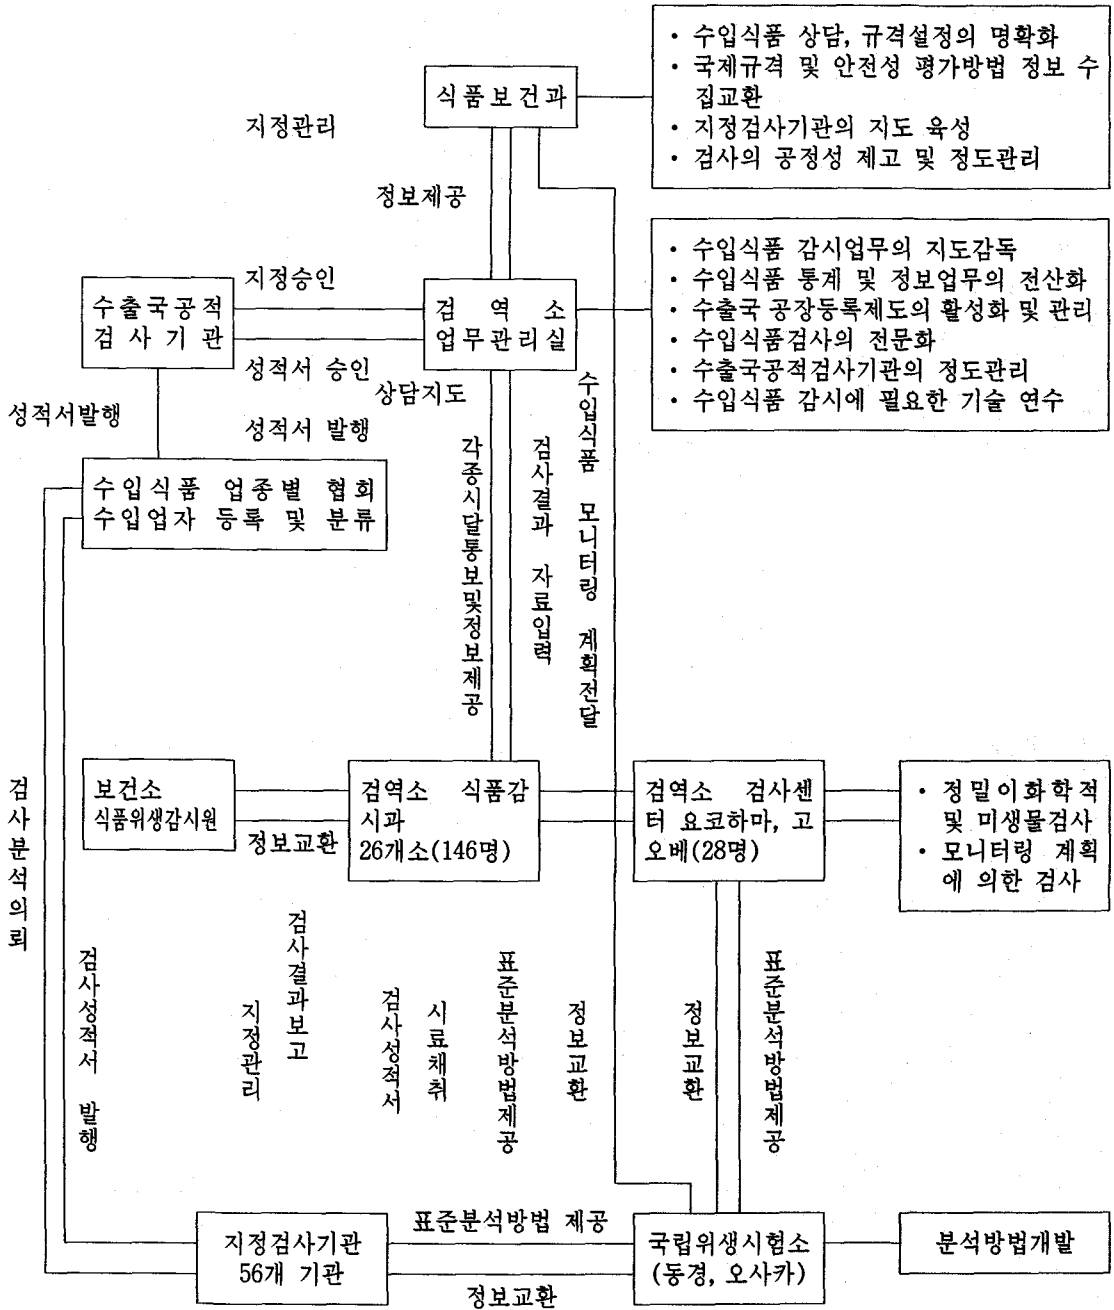 • 수입식품 상담, 규격설정의 명확화
• 국제규격 및 안전성 평가방법 정보 수
집교환
• 지정검사기관의 지도 육성
• 검사의 공정성 제고 및 정도관리
식품보건과
지정관리
정보제공
• 수입식품 감시업무의 지도감독
• 수입식품 통계 및 정보업무의 전산화
• 수출국 공장등록제도의 활성화 및 관리
• 수입식품검사의 전문화
• 수출국공적검사기관의 정도관리
• 수입식품 감시에 필요한 기술 연수
수출국공적
검사기관
지정승인
검역소
업무관리실
성적서 승인
상담지도
성적서발행
성적서 발행
수입식품 업종별 협회
수입업자 등록 및 분류
각종시달통보및정보제공
검사결과 자료입력
수입식품 모니터링 계획전달
검사분석의뢰
보건소
식품위생감시원
정보교환
검역소 식품감
시과
26개소(146명)
검역소 검사센
터 요코하마, 고
오베(28명)
• 정밀이화학적
및 미생물검사
• 모니터링 계획
에 의한 검사
검사성적서 발행
지정관리
검사결과보고
검사성적서
시료채취
표준분석방법제공
정보교환
정보교환
표준분석방법제공
지정검사기관
56개 기관
표준분석방법 제공
정보교환
국립위생시험소
(동경, 오사카)
분석방법개발